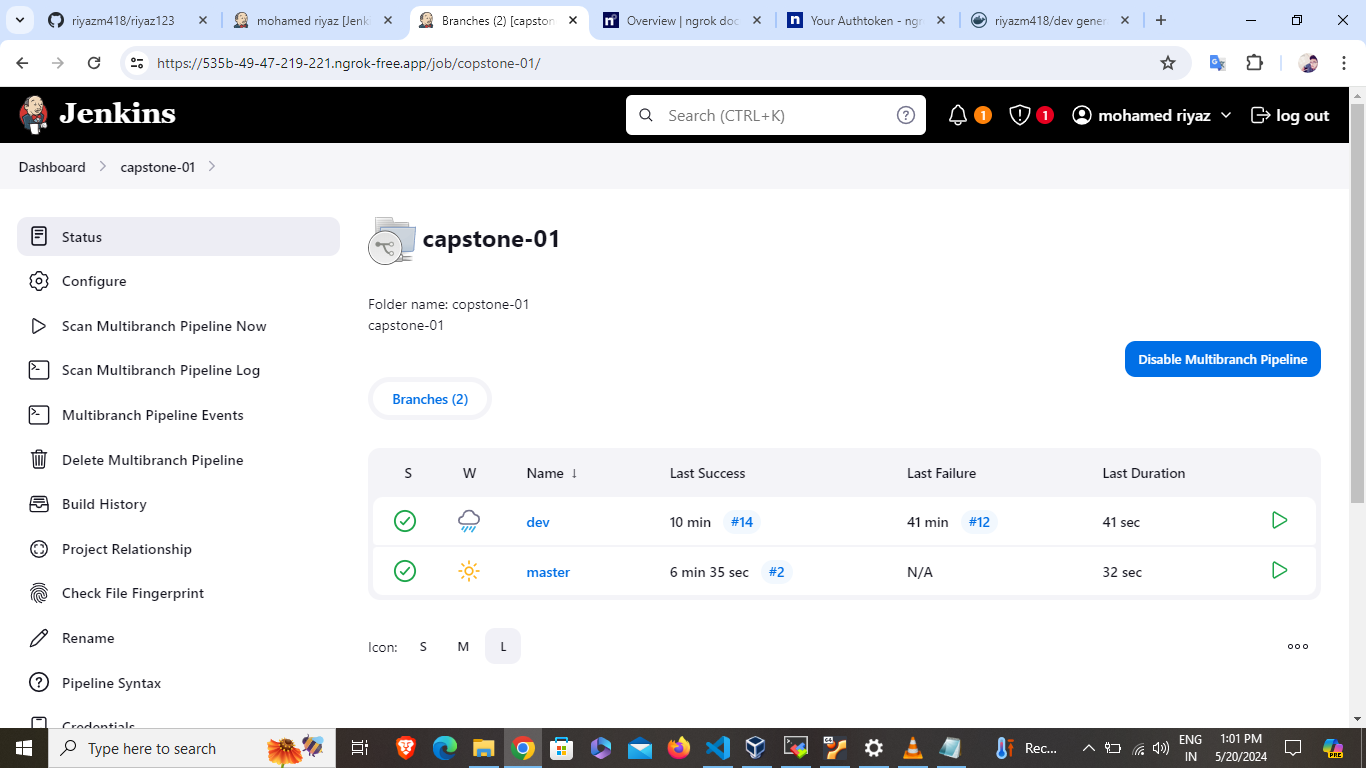 riyazm418/riyaz123
mohamed riyaz [Jenki
Branches (2) [capston
Overview | ngrok doc
Your Authtoken - ngr
riyazm418/dev gener
https://535b-49-47-219-221.ngrok-free.app/job/copstone-01/
Jenkins
Search (CTRL+K)
?
1
1
mohamed riyaz
log out
Dashboard
capstone-01
Status
Configure
Scan Multibranch Pipeline Now
Scan Multibranch Pipeline Log
Multibranch Pipeline Events
Delete Multibranch Pipeline
Build History
Project Relationship
Check File Fingerprint
Rename
Pipeline Syntax
Credentials
capstone-01
Folder name: copstone-01
capstone-01
Disable Multibranch Pipeline
Branches (2)
S W Name ↓ Last Success Last Failure Last Duration
dev 10 min #14 41 min #12 41 sec
master 6 min 35 sec #2 N/A 32 sec
Icon: S M L
Type here to search
Rec...
ENG
IN
1:01 PM
5/20/2024
PRE